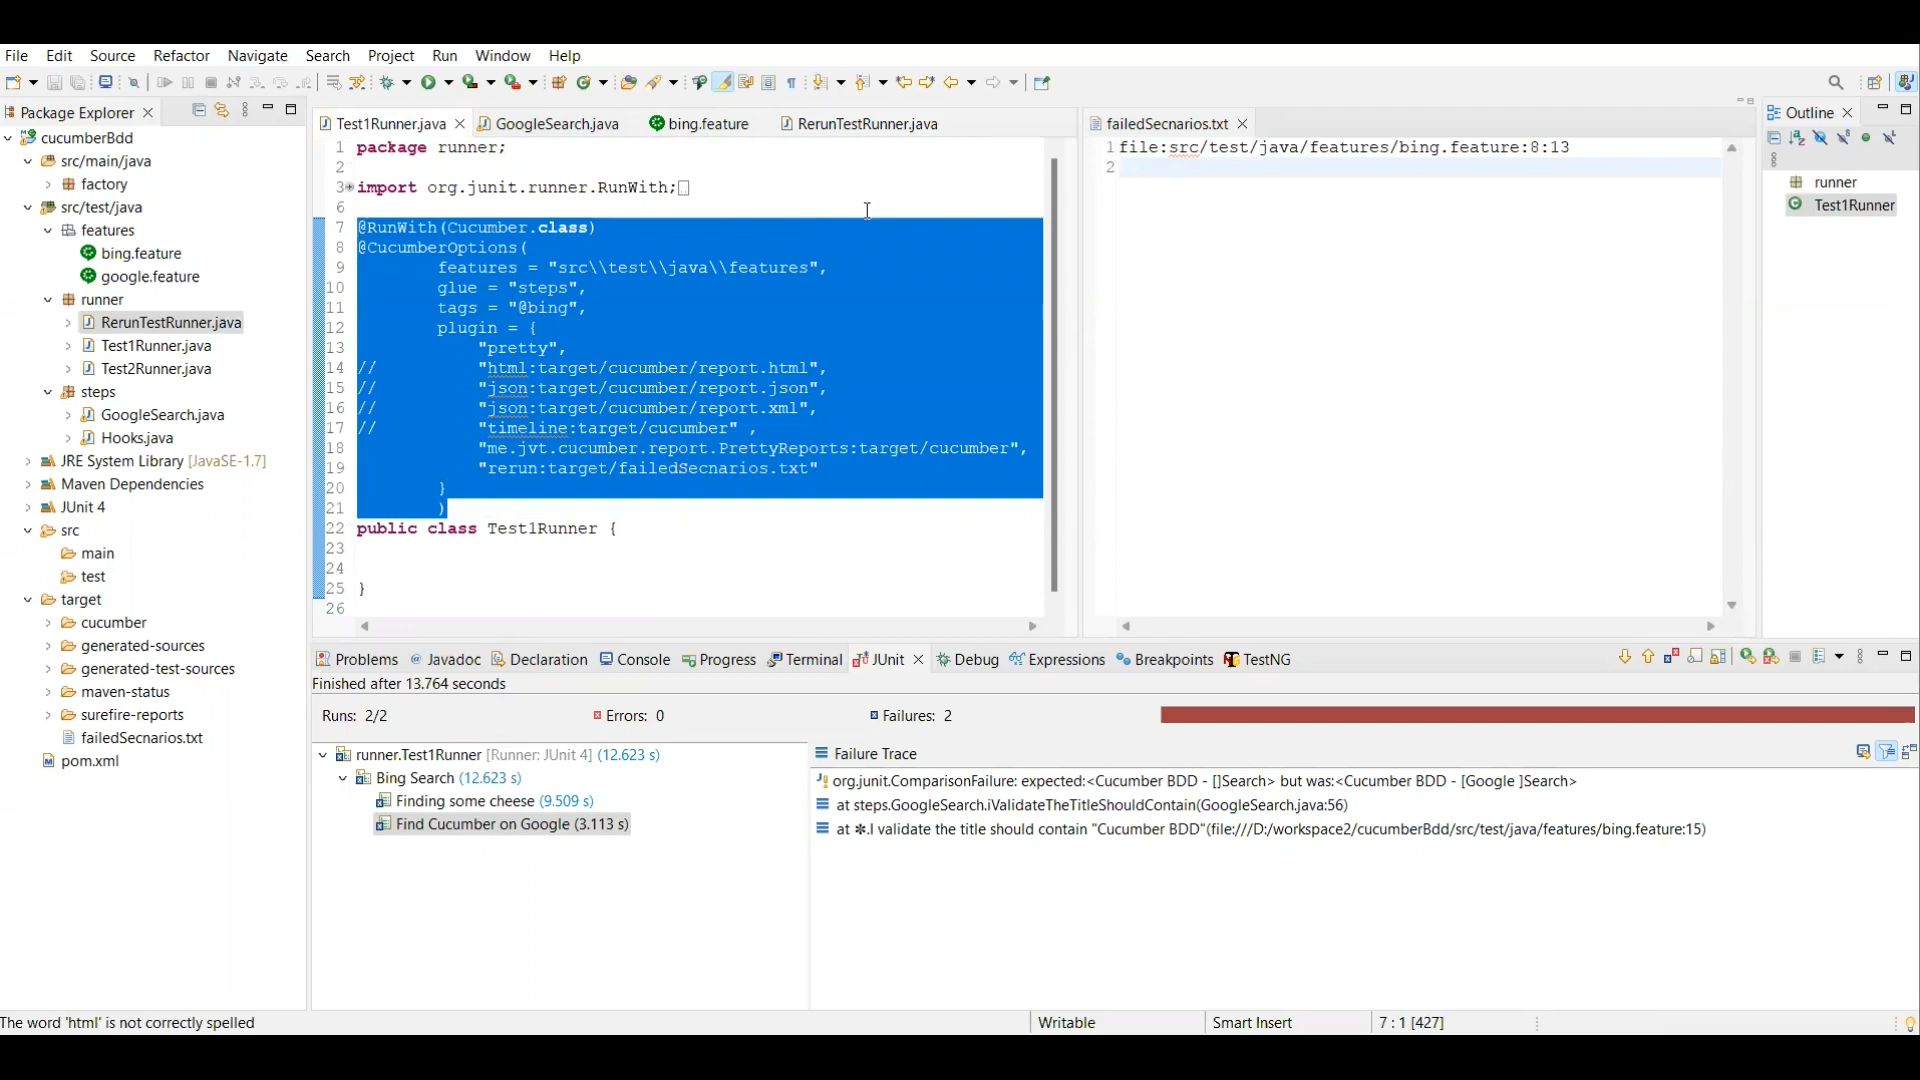 File Edit Source Refactor Navigate Search Project Run Window Help
Package Explorer
cucumberBdd
src/main/java
factory
src/test/java
features
bing.feature
google.feature
runner
RerunTestRunner.java
Test1Runner.java
Test2Runner.java
steps
GoogleSearch.java
Hooks.java
JRE System Library [JavaSE-1.7]
Maven Dependencies
JUnit 4
src
main
test
target
cucumber
generated-sources
generated-test-sources
maven-status
surefire-reports
failedSecnarios.txt
pom.xml
Test1Runner.java GoogleSearch.java bing.feature RerunTestRunner.java
1 package runner;
2
3 import org.junit.runner.RunWith;
6
7 @RunWith(Cucumber.class)
8 @CucumberOptions(
9 features = "src\\test\\java\\features",
10 glue = "steps",
11 tags = "@bing",
12 plugin = {
13 "pretty",
14 // "html:target/cucumber/report.html",
15 // "json:target/cucumber/report.json",
16 // "json:target/cucumber/report.xml",
17 // "timeline:target/cucumber" ,
18 "me.jvt.cucumber.report.PrettyReports:target/cucumber",
19 "rerun:target/failedSecnarios.txt"
20 }
21 )
22 public class Test1Runner {
23
24
25 }
26
failedSecnarios.txt
1 file:src/test/java/features/bing.feature:8:13
2
Outline
runner
Test1Runner
Problems Javadoc Declaration Console Progress Terminal JUnit Debug Expressions Breakpoints TestNG
Finished after 13.764 seconds
Runs: 2/2 Errors: 0 Failures: 2
runner.Test1Runner [Runner: JUnit 4] (12.623 s)
Bing Search (12.623 s)
Finding some cheese (9.509 s)
Find Cucumber on Google (3.113 s)
Failure Trace
org.junit.ComparisonFailure: expected:<Cucumber BDD - []Search> but was:<Cucumber BDD - [Google ]Search>
at steps.GoogleSearch.iValidateTheTitleShouldContain(GoogleSearch.java:56)
at ✽.I validate the title should contain "Cucumber BDD"(file:///D:/workspace2/cucumberBdd/src/test/java/features/bing.feature:15)
The word 'html' is not correctly spelled Writable Smart Insert 7 : 1 [427]